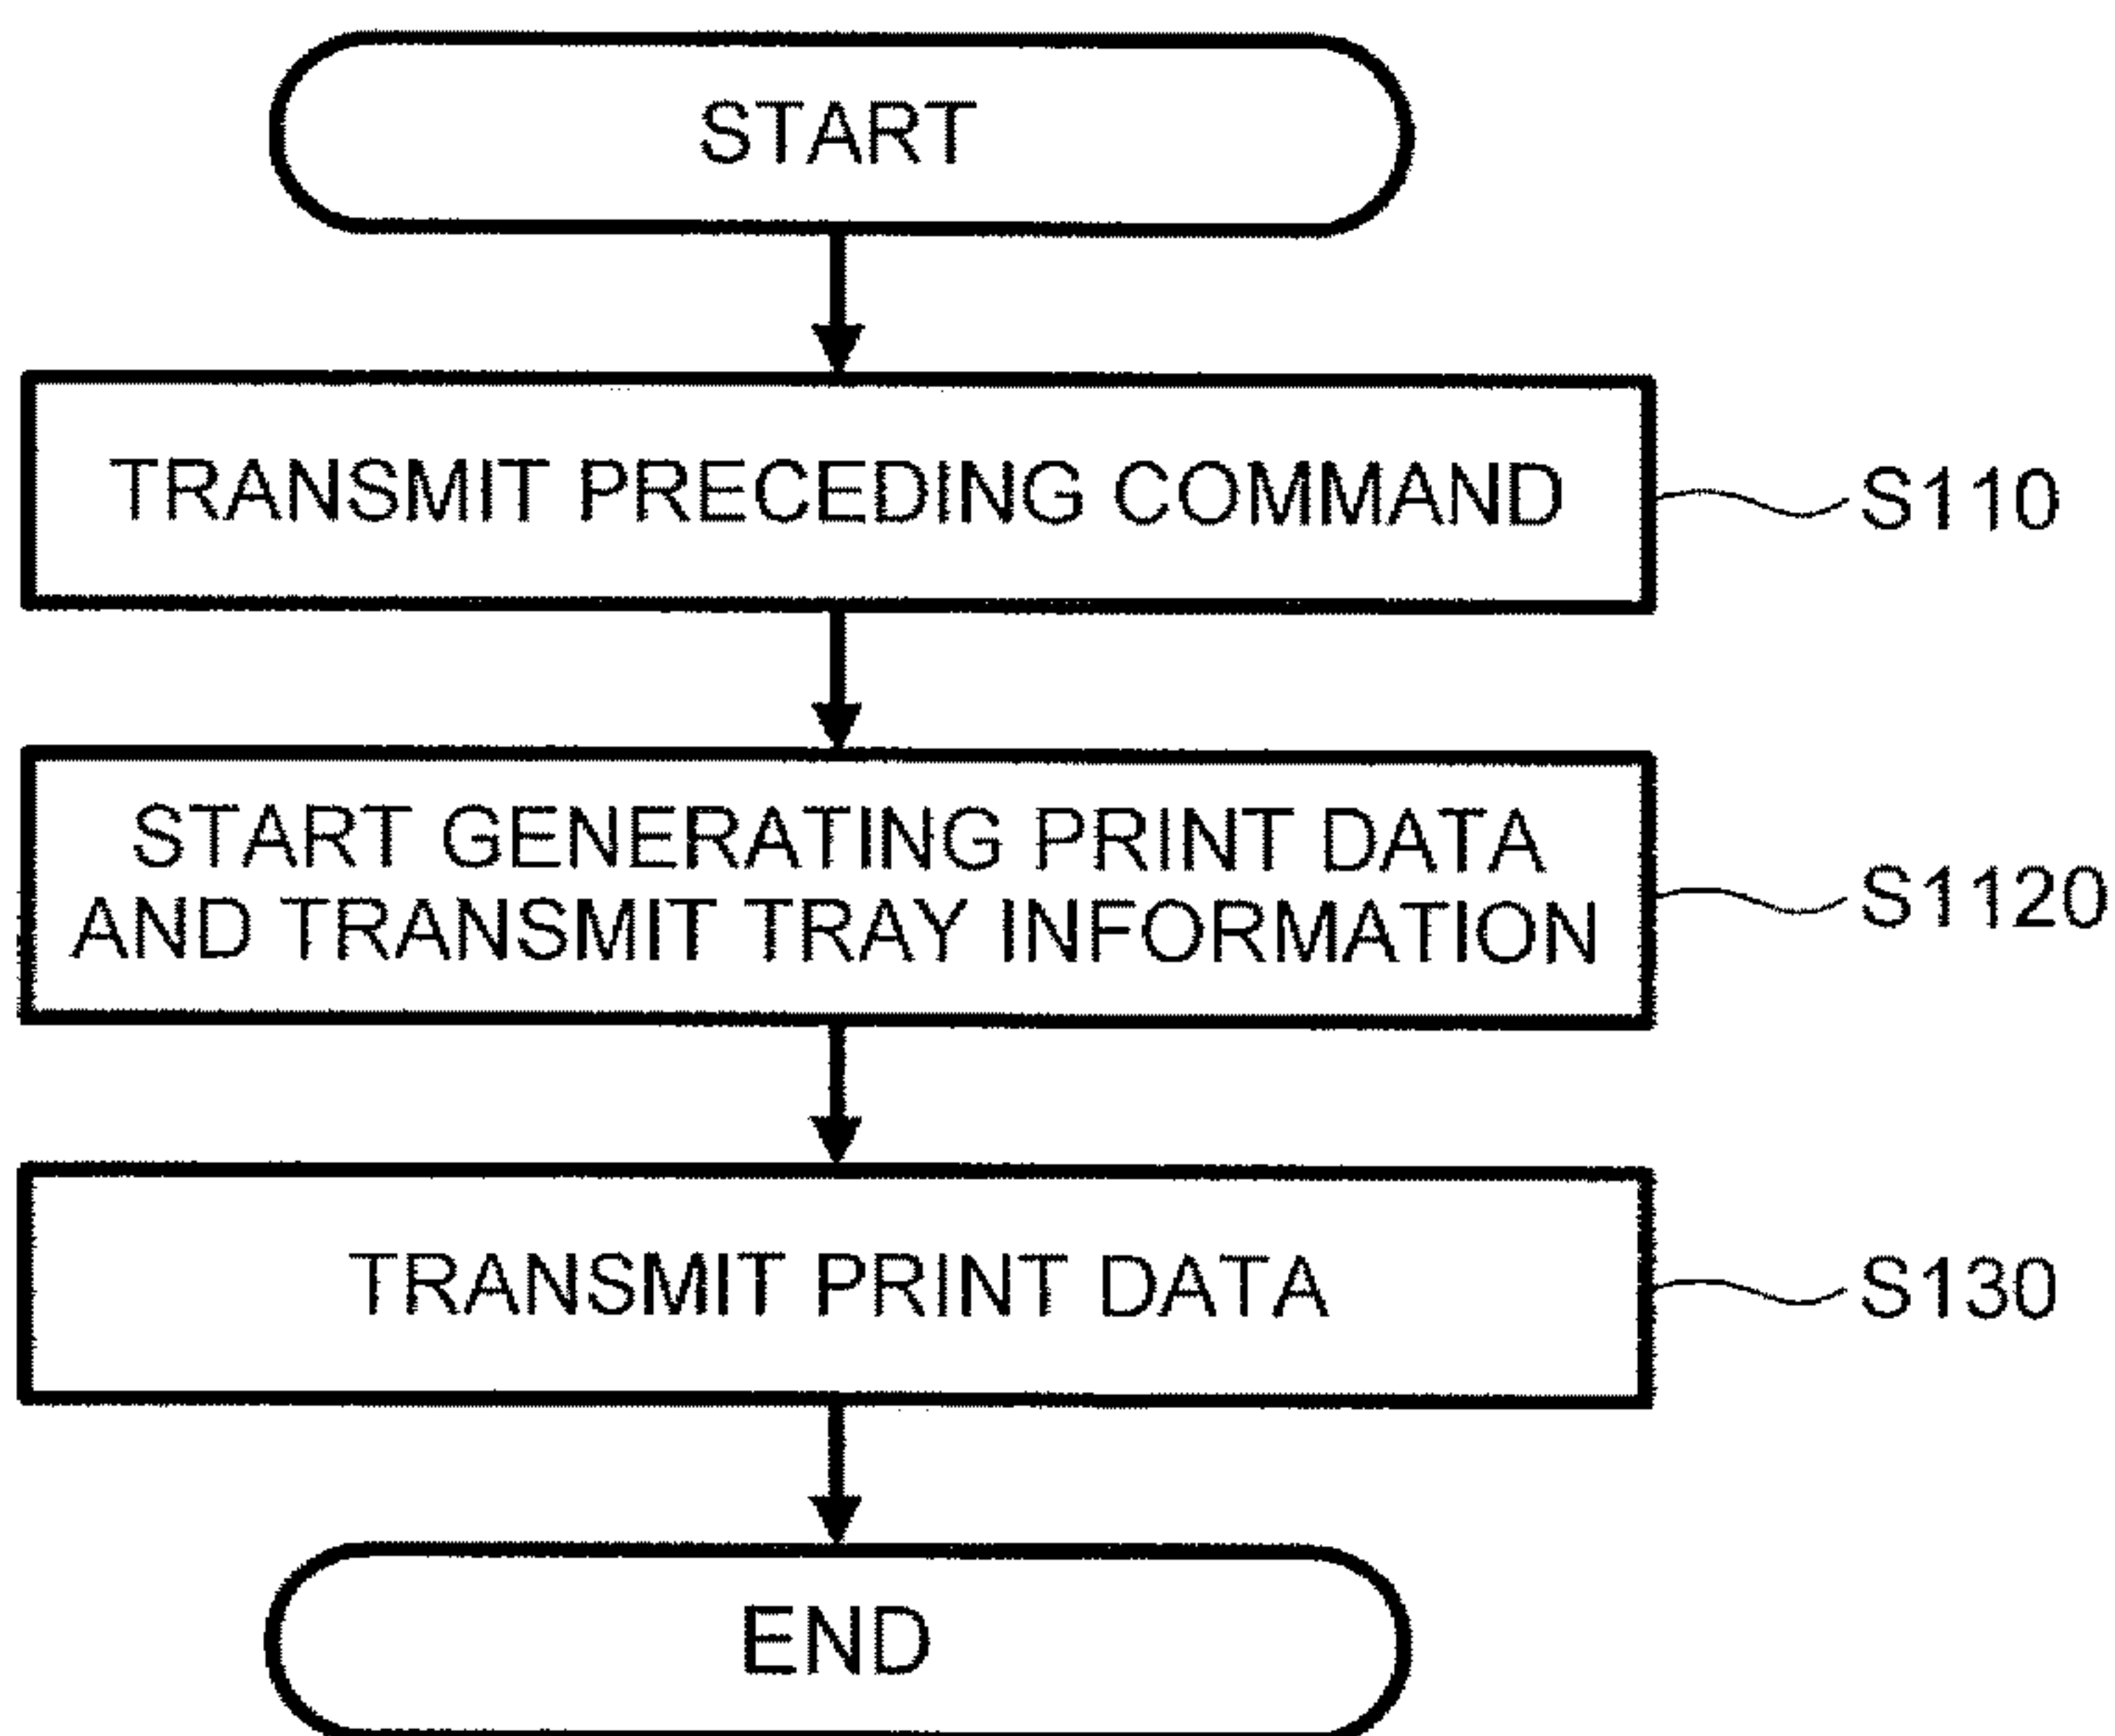 START
TRANSMIT PRECEDING COMMAND
S110
START GENERATING PRINT DATA
AND TRANSMIT TRAY INFORMATION
S1120
TRANSMIT PRINT DATA
S130
END